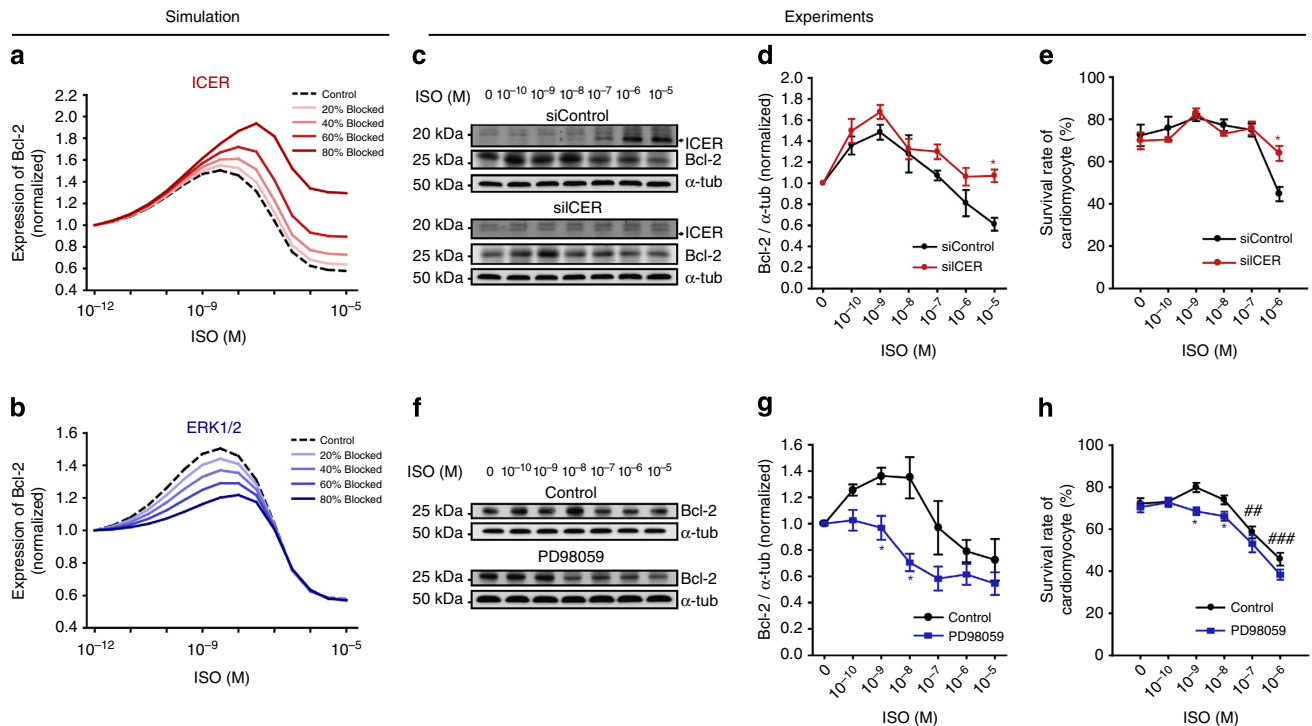 Simulation
Experiments
a
ICER
Expression of Bcl-2
(normalized)
2.2
2.0
1.8
1.6
1.4
1.2
1.0
0.8
0.6
0.4
Control
20% Blocked
40% Blocked
60% Blocked
80% Blocked
10⁻¹²
10⁻⁹
10⁻⁵
ISO (M)
b
ERK1/2
Expression of Bcl-2
(normalized)
1.6
1.4
1.2
1.0
0.8
0.6
0.4
Control
20% Blocked
40% Blocked
60% Blocked
80% Blocked
10⁻¹²
10⁻⁹
10⁻⁵
ISO (M)
c
ISO (M) 0 10⁻¹⁰ 10⁻⁹ 10⁻⁸ 10⁻⁷ 10⁻⁶ 10⁻⁵
siControl
20 kDa ICER
25 kDa Bcl-2
50 kDa α-tub
siICER
20 kDa ICER
25 kDa Bcl-2
50 kDa α-tub
d
Bcl-2 / α-tub (normalized)
2.0
1.8
1.6
1.4
1.2
1.0
0.8
0.6
0.4
0.2
0.0
*
siControl
siICER
0 10⁻¹⁰ 10⁻⁹ 10⁻⁸ 10⁻⁷ 10⁻⁶ 10⁻⁵
ISO (M)
e
Survival rate of
cardiomyocyte (%)
100
80
60
40
20
0
*
siControl
siICER
0 10⁻¹⁰ 10⁻⁹ 10⁻⁸ 10⁻⁷ 10⁻⁶
ISO (M)
f
ISO (M) 0 10⁻¹⁰ 10⁻⁹ 10⁻⁸ 10⁻⁷ 10⁻⁶ 10⁻⁵
Control
25 kDa Bcl-2
50 kDa α-tub
PD98059
25 kDa Bcl-2
50 kDa α-tub
g
Bcl-2 / α-tub (normalized)
1.6
1.4
1.2
1.0
0.8
0.6
0.4
0.2
0.0
*
*
Control
PD98059
0 10⁻¹⁰ 10⁻⁹ 10⁻⁸ 10⁻⁷ 10⁻⁶ 10⁻⁵
ISO (M)
h
Survival rate of
cardiomyocyte (%)
100
80
60
40
20
0
* * ## ###
Control
PD98059
0 10⁻¹⁰ 10⁻⁹ 10⁻⁸ 10⁻⁷ 10⁻⁶
ISO (M)